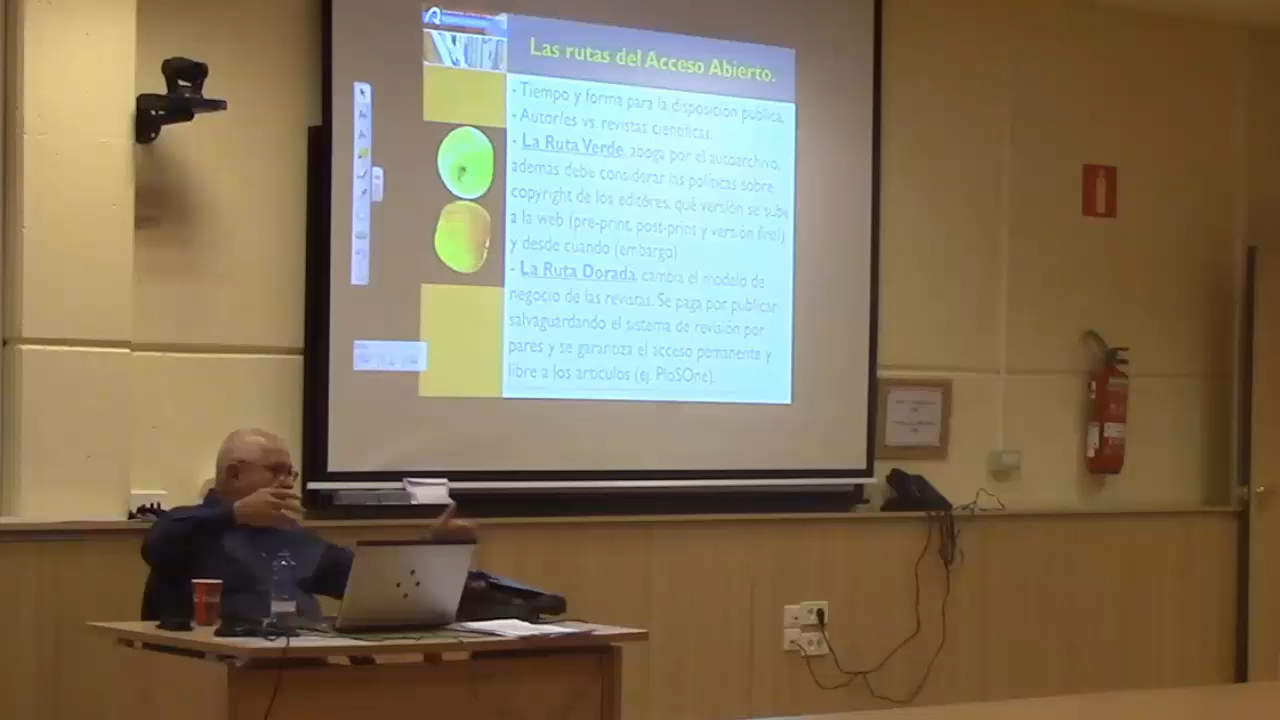 Las rutas del Acceso Abierto.
- Tiempo y forma para la disposición pública.
- Autor/es vs. revistas científicas.
- La Ruta Verde, aboga por el autoarchivo,
además debe considerar las políticas sobre
copyright de los editores, qué versión se sube
a la web (pre-print, post-print y versión final)
y desde cuando (embargo)
- La Ruta Dorada, cambia el modelo de
negocio de las revistas. Se paga por publicar
salvaguardando el sistema de revisión por
pares y se garantiza el acceso permanente y
libre a los artículos (ej. PloSOne).